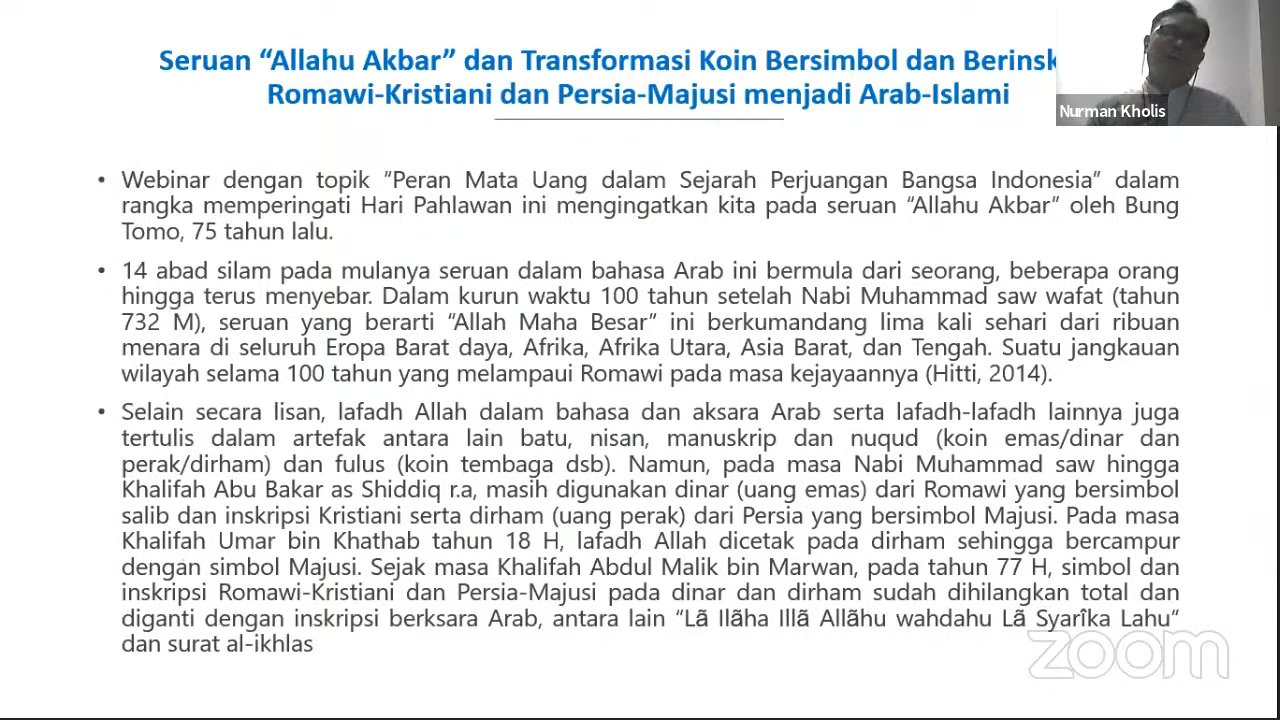 Seruan “Allahu Akbar” dan Transformasi Koin Bersimbol dan Berinsk
Romawi-Kristiani dan Persia-Majusi menjadi Arab-Islami
Nurman Kholis
• Webinar dengan topik “Peran Mata Uang dalam Sejarah Perjuangan Bangsa Indonesia” dalam
rangka memperingati Hari Pahlawan ini mengingatkan kita pada seruan “Allahu Akbar” oleh Bung
Tomo, 75 tahun lalu.
• 14 abad silam pada mulanya seruan dalam bahasa Arab ini bermula dari seorang, beberapa orang
hingga terus menyebar. Dalam kurun waktu 100 tahun setelah Nabi Muhammad saw wafat (tahun
732 M), seruan yang berarti “Allah Maha Besar” ini berkumandang lima kali sehari dari ribuan
menara di seluruh Eropa Barat daya, Afrika, Afrika Utara, Asia Barat, dan Tengah. Suatu jangkauan
wilayah selama 100 tahun yang melampaui Romawi pada masa kejayaannya (Hitti, 2014).
• Selain secara lisan, lafadh Allah dalam bahasa dan aksara Arab serta lafadh-lafadh lainnya juga
tertulis dalam artefak antara lain batu, nisan, manuskrip dan nuqud (koin emas/dinar dan
perak/dirham) dan fulus (koin tembaga dsb). Namun, pada masa Nabi Muhammad saw hingga
Khalifah Abu Bakar as Shiddiq r.a, masih digunakan dinar (uang emas) dari Romawi yang bersimbol
salib dan inskripsi Kristiani serta dirham (uang perak) dari Persia yang bersimbol Majusi. Pada masa
Khalifah Umar bin Khathab tahun 18 H, lafadh Allah dicetak pada dirham sehingga bercampur
dengan simbol Majusi. Sejak masa Khalifah Abdul Malik bin Marwan, pada tahun 77 H, simbol dan
inskripsi Romawi-Kristiani dan Persia-Majusi pada dinar dan dirham sudah dihilangkan total dan
diganti dengan inskripsi berksara Arab, antara lain “Lã Ilãha Illã Allãhu wahdahu Lã Syarîka Lahu”
dan surat al-ikhlas
zoom